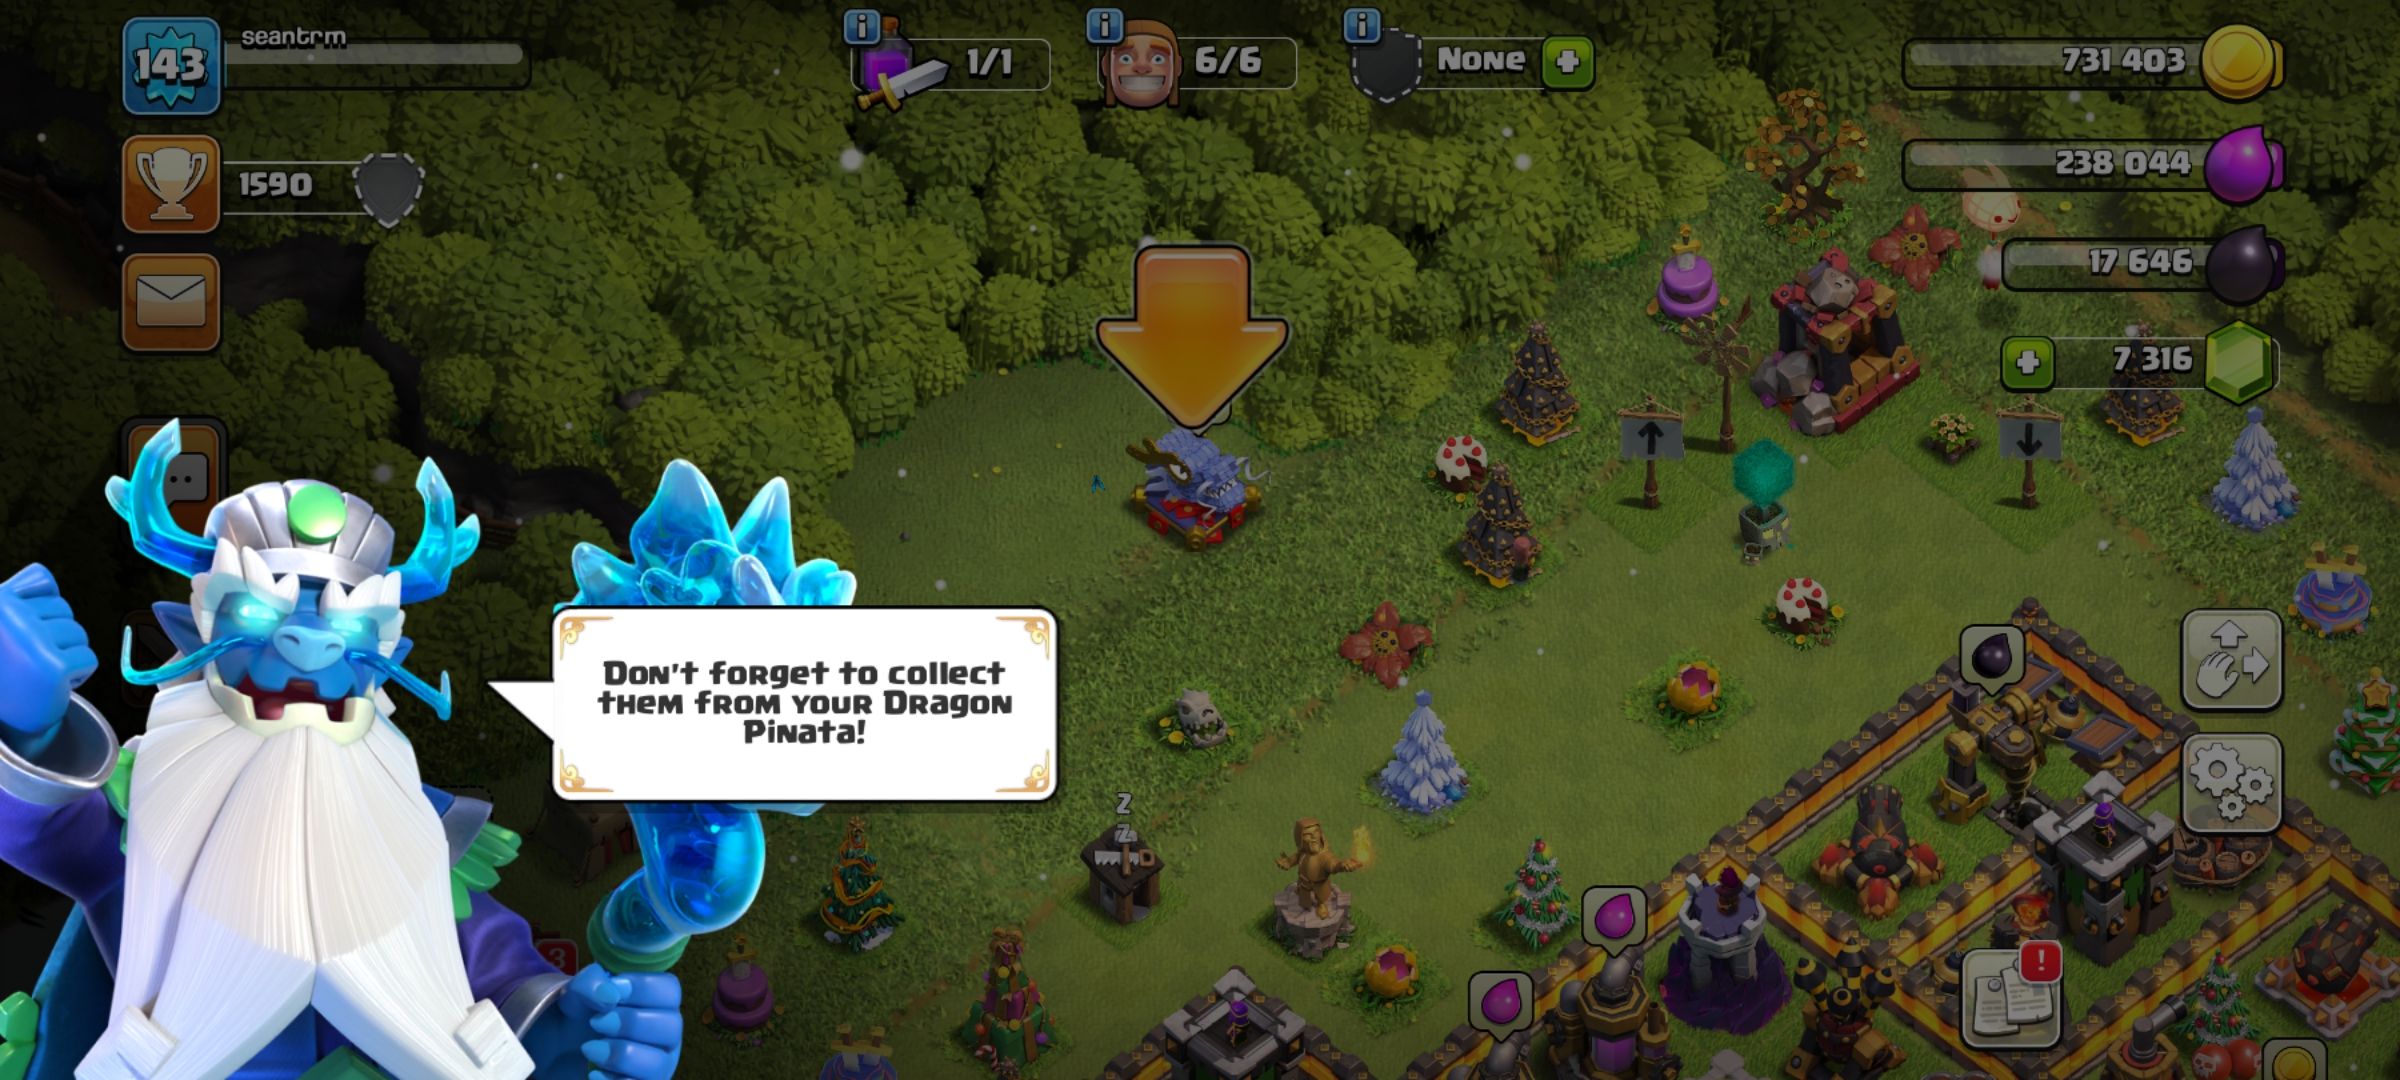 143
seantrm
1/1
6/6
None
731 403
1590
238 044
17 646
7 316
Don't forget to collect
them from your Dragon
Pinata!
z
z
3
!